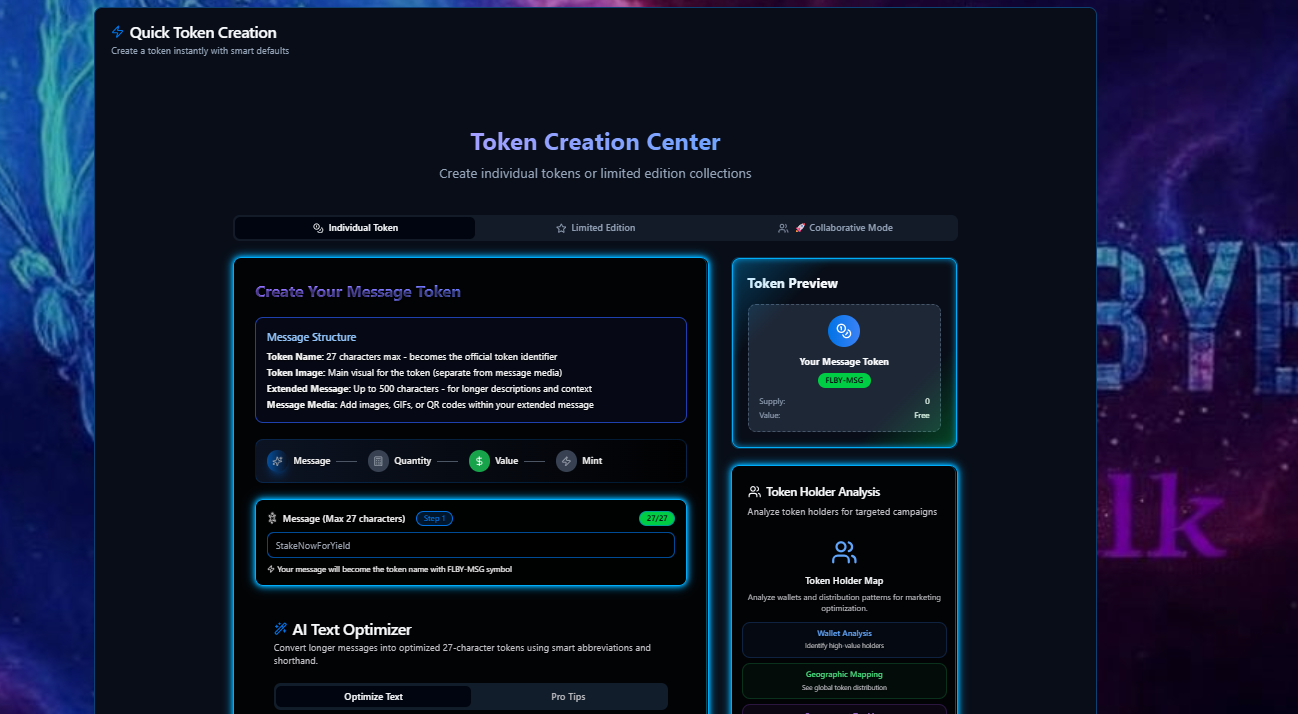 Quick Token Creation
Create a token instantly with smart defaults
Token Creation Center
Create individual tokens or limited edition collections
Individual Token
Limited Edition
🚀 Collaborative Mode
Create Your Message Token
Message Structure
Token Name: 27 characters max - becomes the official token identifier
Token Image: Main visual for the token (separate from message media)
Extended Message: Up to 500 characters - for longer descriptions and context
Message Media: Add images, GIFs, or QR codes within your extended message
Message
Quantity
Value
Mint
Message (Max 27 characters)
Step 1
27/27
StakeNowForYield
Your message will become the token name with FLBY-MSG symbol
AI Text Optimizer
Convert longer messages into optimized 27-character tokens using smart abbreviations and
shorthand.
Optimize Text
Pro Tips
Token Preview
Your Message Token
FLBY-MSG
Supply: 0
Value: Free
Token Holder Analysis
Analyze token holders for targeted campaigns
Token Holder Map
Analyze wallets and distribution patterns for marketing
optimization.
Wallet Analysis
Identify high-value holders
Geographic Mapping
See global token distribution
BYE
lk